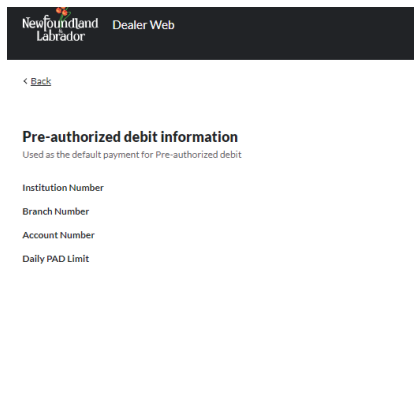 Newfoundland
Labrador
Dealer Web
< Back
Pre-authorized debit information
Used as the default payment for Pre-authorized debit
Institution Number
Branch Number
Account Number
Daily PAD Limit